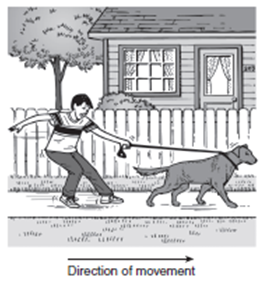 Direction of movement